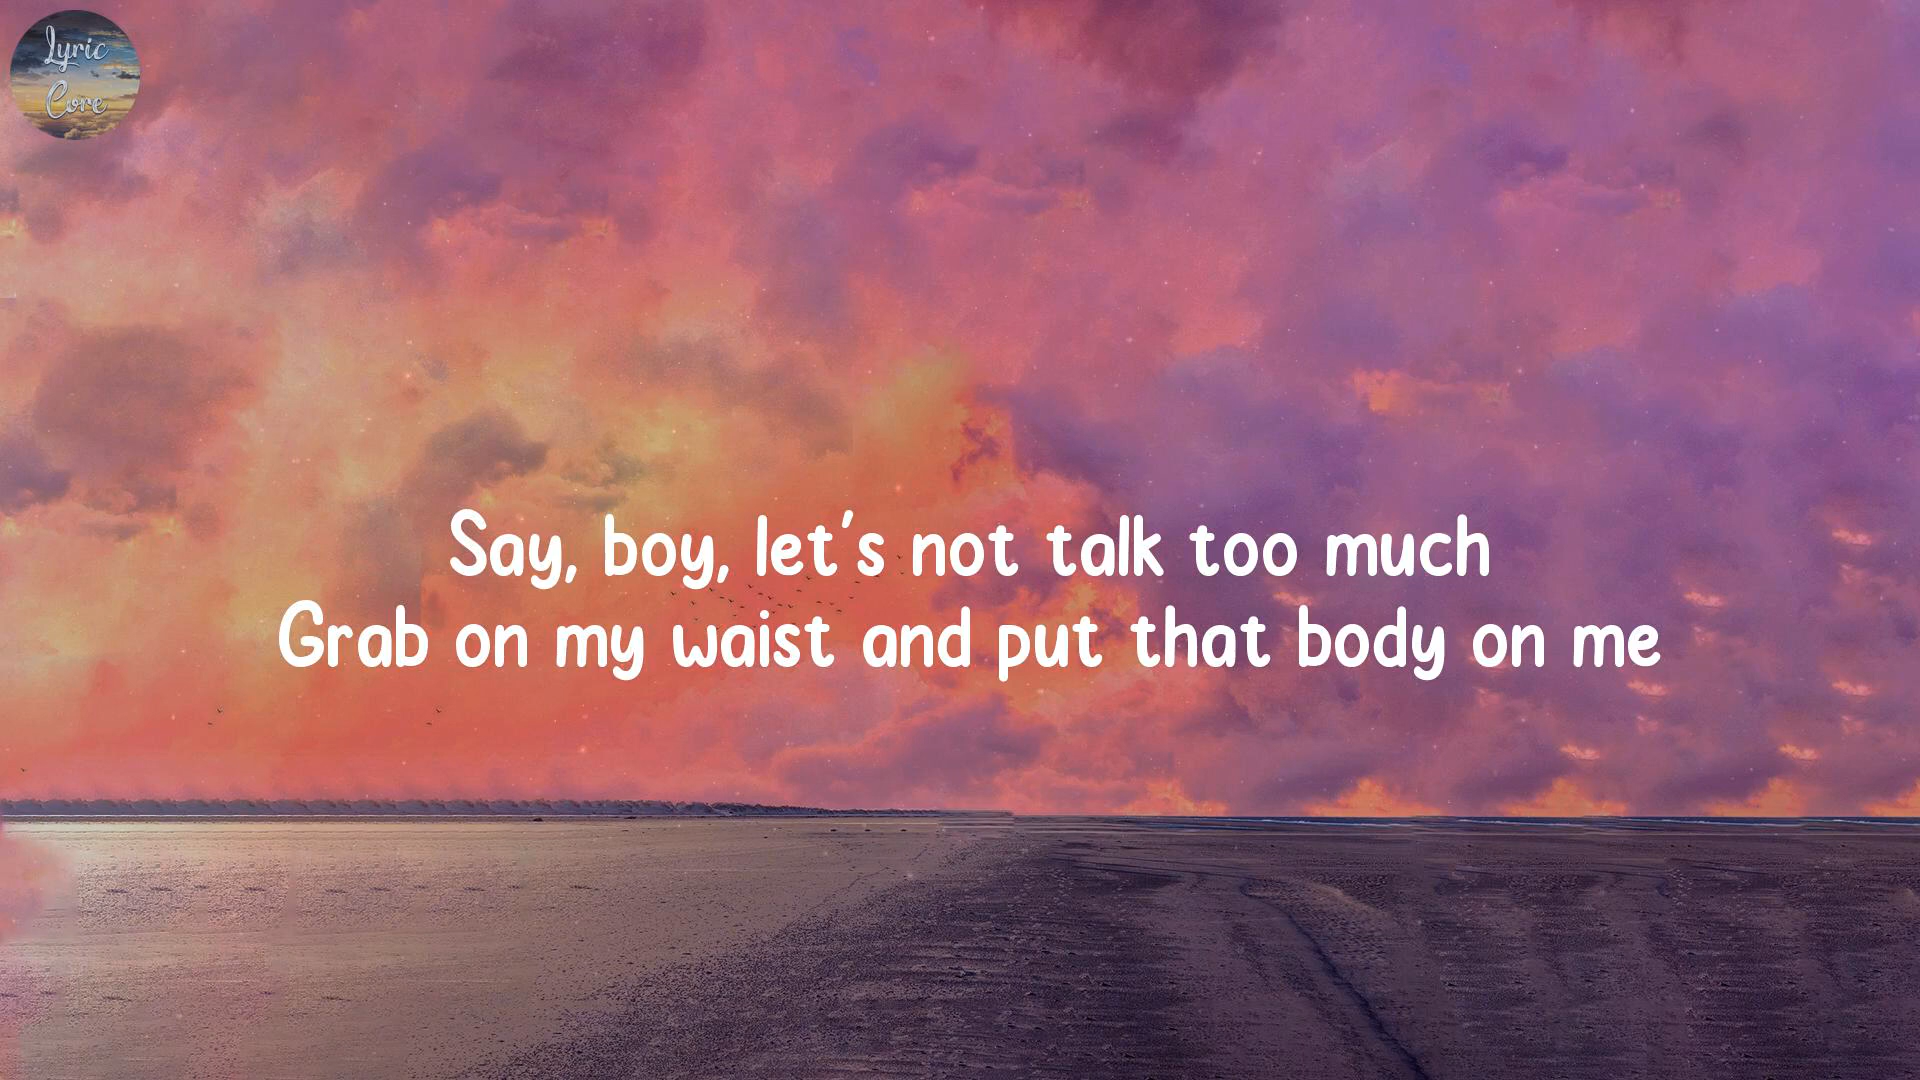 Lyric
Core
Say, boy, let's not talk too much
Grab on my waist and put that body on me